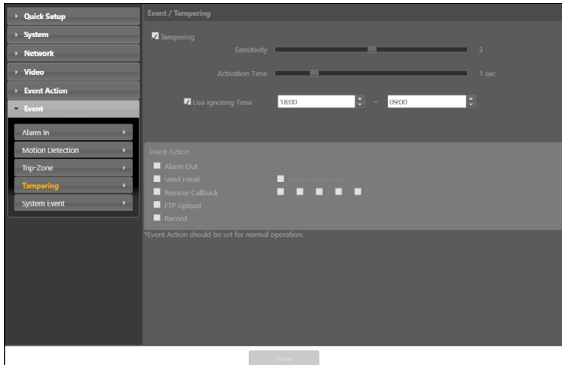 Quick Setup
System
Network
Video
Event Action
Event
Alarm In
Motion Detection
Trip-Zone
Tampering
System Event
Event / Tampering
Tampering
Sensitivity 3
Activation Time 1 sec.
Use Ignoring Time 18:00 ~ 09:00
Event Action
Alarm Out
Send Email
Remote Callback
FTP Upload
Record
*Event Action should be set for normal operation.
Save